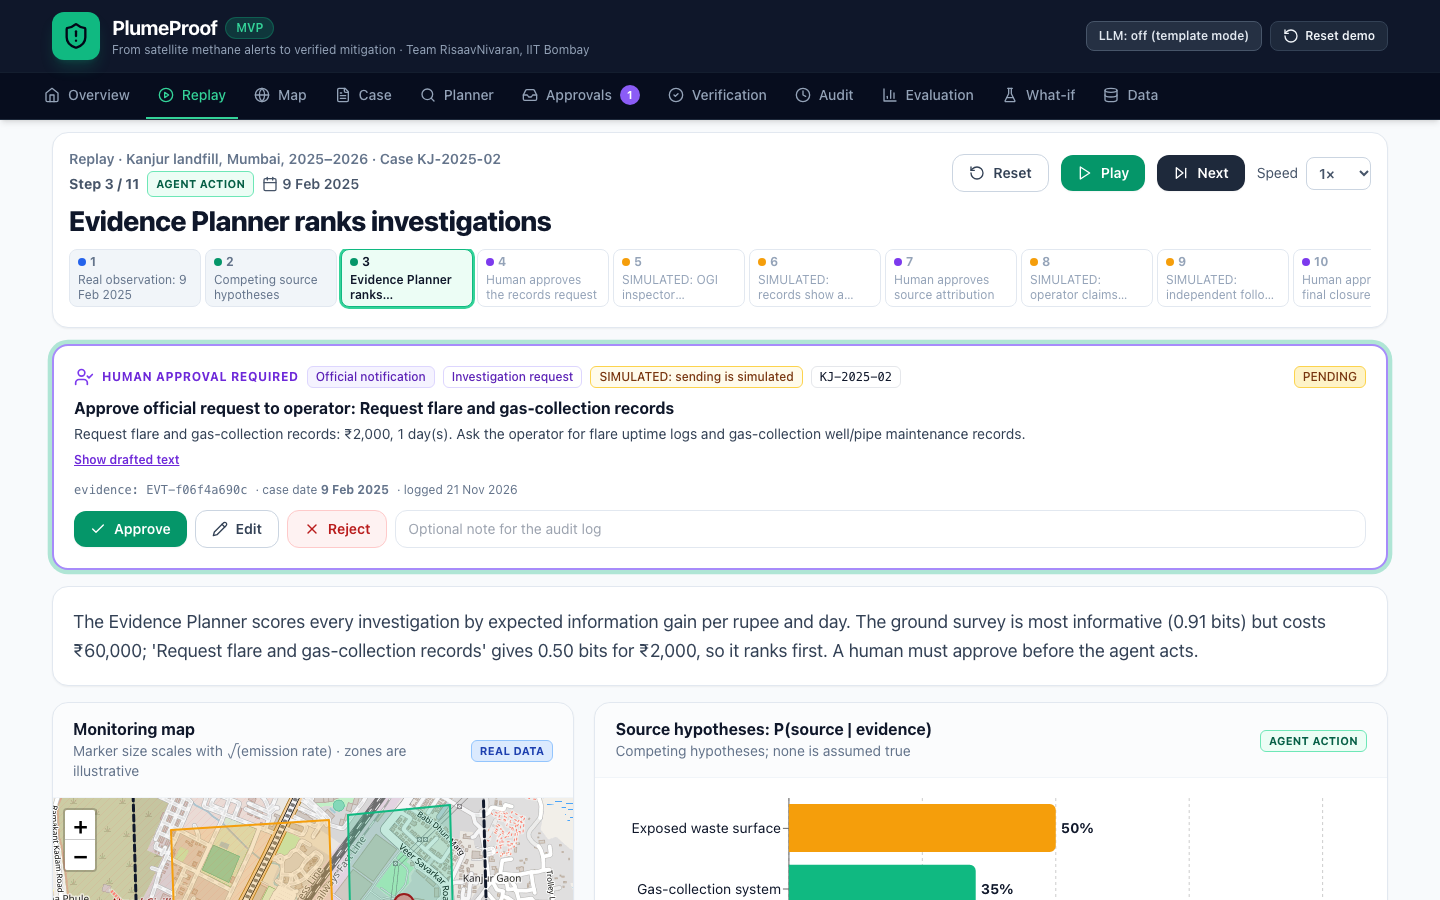 PlumeProof MVP
From satellite methane alerts to verified mitigation · Team RisaavNivaran, IIT Bombay
LLM: off (template mode)
Reset demo
Overview
Replay
Map
Case
Planner
Approvals 1
Verification
Audit
Evaluation
What-if
Data
Replay · Kanjur landfill, Mumbai, 2025–2026 · Case KJ-2025-02
Step 3 / 11 AGENT ACTION 9 Feb 2025
Reset
Play
Next
Speed 1×
Evidence Planner ranks investigations
1
Real observation: 9
Feb 2025
2
Competing source
hypotheses
3
Evidence Planner
ranks...
4
Human approves
the records request
5
SIMULATED: OGI
inspector...
6
SIMULATED:
records show a...
7
Human approves
source attribution
8
SIMULATED:
operator claims...
9
SIMULATED:
independent follo...
10
Human appr
final closure
HUMAN APPROVAL REQUIRED Official notification Investigation request SIMULATED: sending is simulated KJ-2025-02 PENDING
Approve official request to operator: Request flare and gas-collection records
Request flare and gas-collection records: ₹2,000, 1 day(s). Ask the operator for flare uptime logs and gas-collection well/pipe maintenance records.
Show drafted text
evidence: EVT-f06f4a690c · case date 9 Feb 2025 · logged 21 Nov 2026
Approve
Edit
Reject
Optional note for the audit log
The Evidence Planner scores every investigation by expected information gain per rupee and day. The ground survey is most informative (0.91 bits) but costs
₹60,000; 'Request flare and gas-collection records' gives 0.50 bits for ₹2,000, so it ranks first. A human must approve before the agent acts.
Monitoring map
Marker size scales with √(emission rate) · zones are
illustrative
REAL DATA
+
−
Babi Dhun Marg
Veer Savarkar
Kanjur Gaon
Trolley L
Phule
Source hypotheses: P(source | evidence)
Competing hypotheses; none is assumed true
AGENT ACTION
Exposed waste surface 50%
Gas-collection system 35%